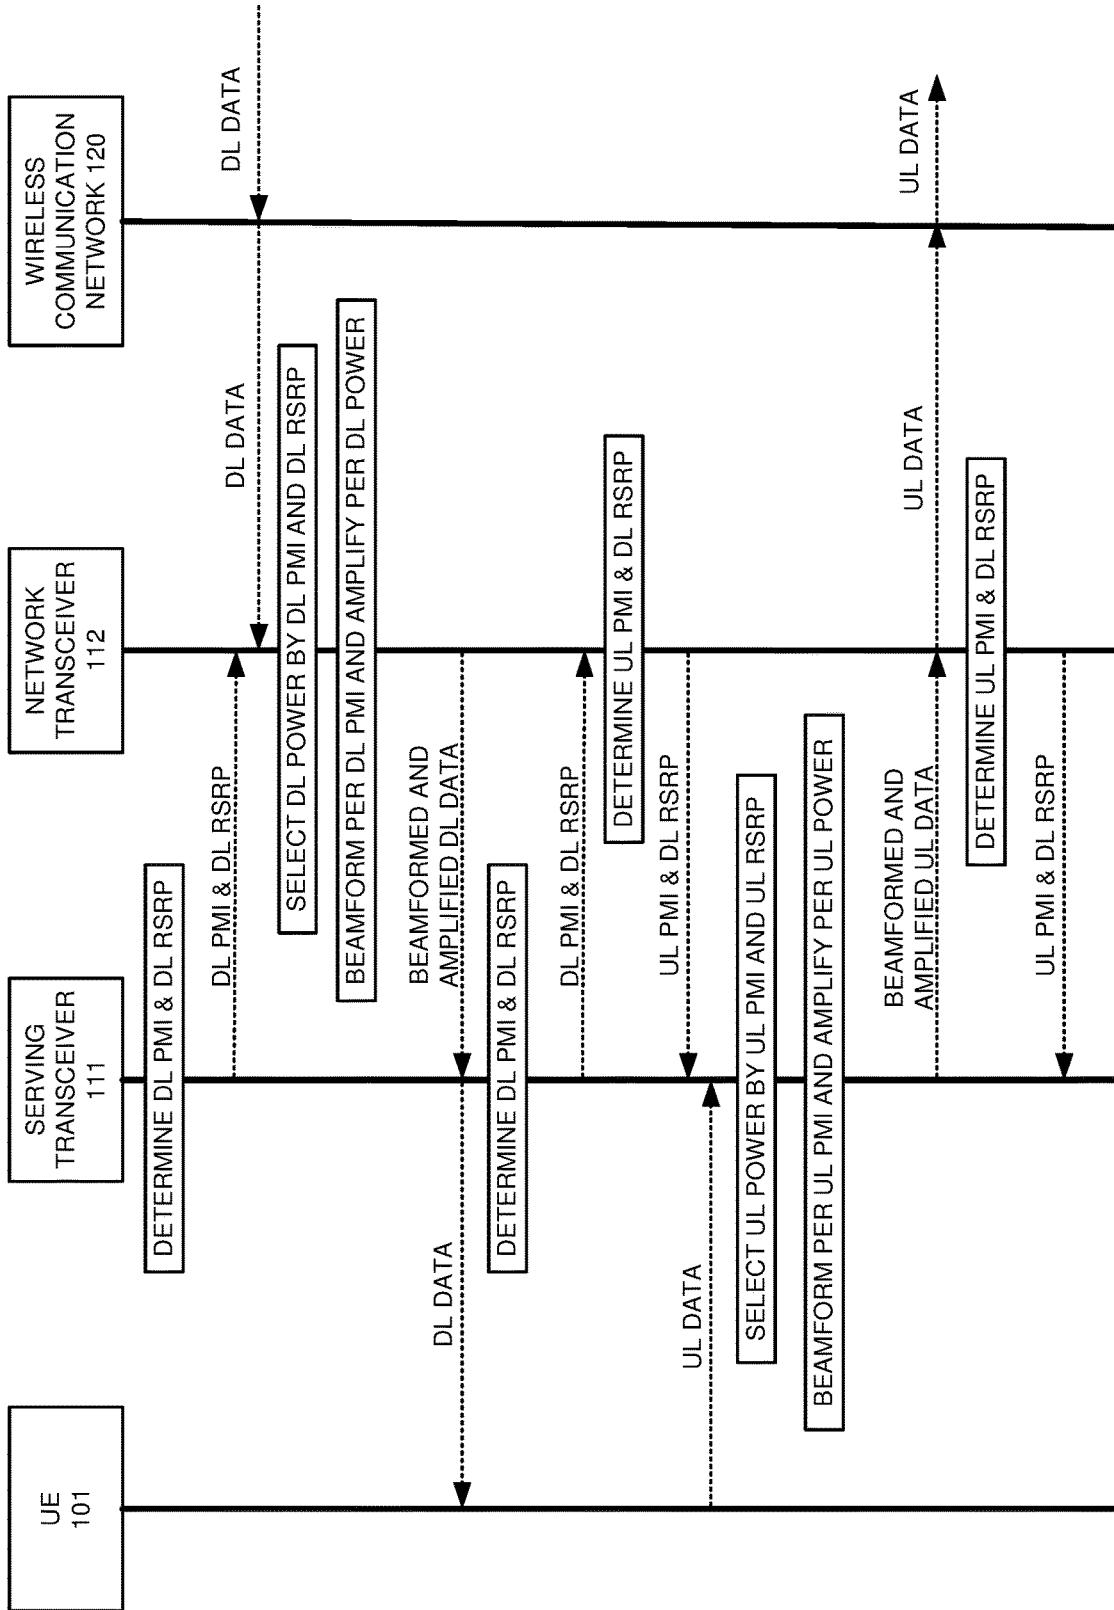 UE
101
SERVING
TRANSCEIVER
111
NETWORK
TRANSCEIVER
112
WIRELESS
COMMUNICATION
NETWORK 120
DETERMINE DL PMI & DL RSRP
DL PMI & DL RSRP
DL DATA
DL DATA
SELECT DL POWER BY DL PMI AND DL RSRP
BEAMFORM PER DL PMI AND AMPLIFY PER DL POWER
BEAMFORMED AND
AMPLIFIED DL DATA
DL DATA
DETERMINE DL PMI & DL RSRP
DL PMI & DL RSRP
DETERMINE UL PMI & DL RSRP
UL PMI & DL RSRP
UL DATA
SELECT UL POWER BY UL PMI AND UL RSRP
BEAMFORM PER UL PMI AND AMPLIFY PER UL POWER
BEAMFORMED AND
AMPLIFIED UL DATA
UL DATA
UL DATA
DETERMINE UL PMI & DL RSRP
UL PMI & DL RSRP